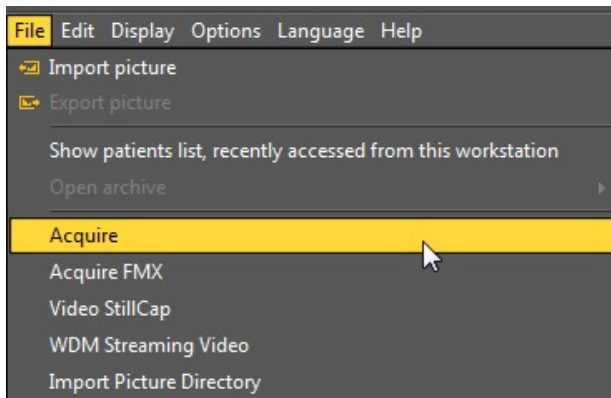 File Edit Display Options Language Help
Import picture
Export picture
Show patients list, recently accessed from this workstation
Open archive
Acquire
Acquire FMX
Video StillCap
WDM Streaming Video
Import Picture Directory